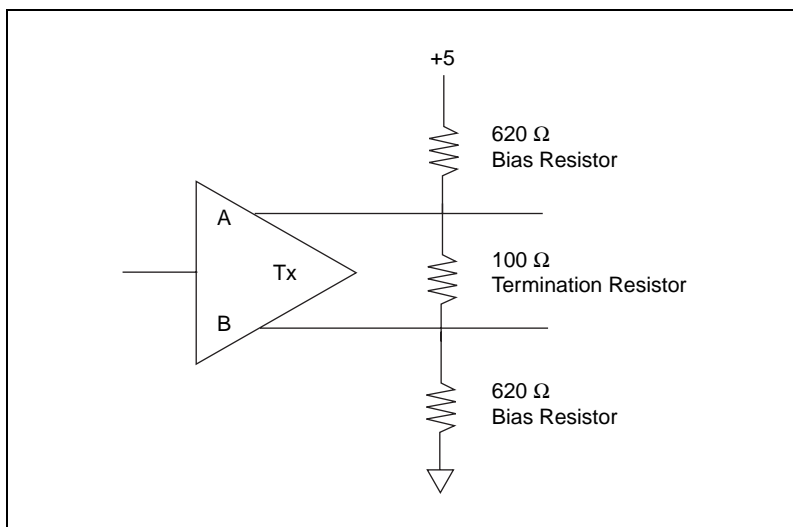 +5
620 Ω
Bias Resistor
A
100 Ω
Termination Resistor
Tx
B
620 Ω
Bias Resistor